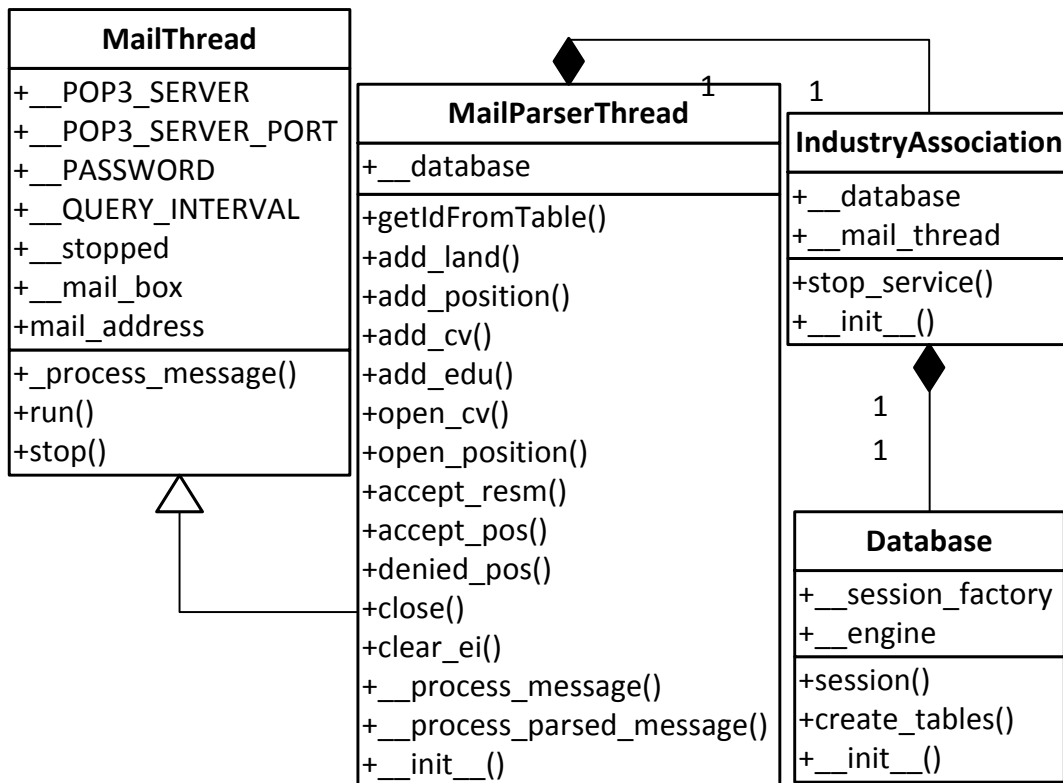 MailThread
+__POP3_SERVER
+__POP3_SERVER_PORT
+__PASSWORD
+__QUERY_INTERVAL
+__stopped
+__mail_box
+mail_address
+_process_message()
+run()
+stop()
MailParserThread
+__database
+getIdFromTable()
+add_land()
+add_position()
+add_cv()
+add_edu()
+open_cv()
+open_position()
+accept_resm()
+accept_pos()
+denied_pos()
+close()
+clear_ei()
+__process_message()
+__process_parsed_message()
+__init__()
1
1
IndustryAssociation
+__database
+__mail_thread
+stop_service()
+__init__()
1
1
Database
+__session_factory
+__engine
+session()
+create_tables()
+__init__()